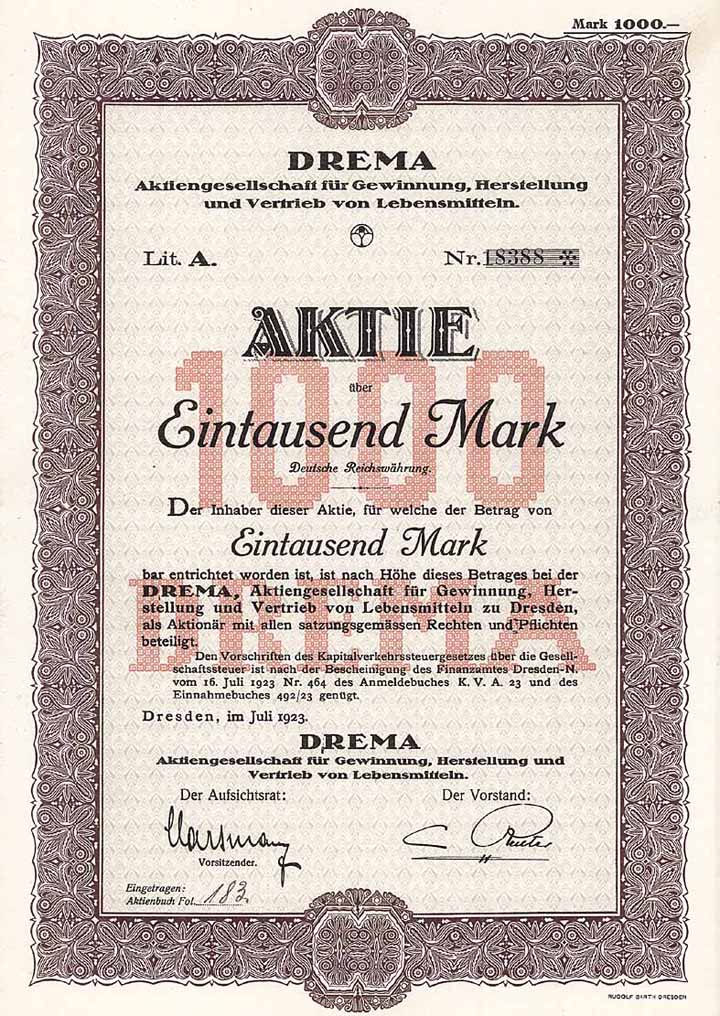 Mark 1000.—
DREMA
Aktiengesellschaft für Gewinnung, Herstellung
und Vertrieb von Lebensmitteln.
Lit. A.
Nr. 18388
AKTIE
1000
über
Eintausend Mark
Deutsche Reichswährung.
Der Inhaber dieser Aktie, für welche der Betrag von
Eintausend Mark
bar entrichtet worden ist, ist nach Höhe dieses Betrages bei der
DREMA, Aktiengesellschaft für Gewinnung, Her-
stellung und Vertrieb von Lebensmitteln zu Dresden,
als Aktionär mit allen satzungsgemässen Rechten und Pflichten
beteiligt.
DREMA
Den Vorschriften des Kapitalverkehrssteuergesetzes über die Gesell-
schaftssteuer ist nach der Bescheinigung des Finanzamtes Dresden-N.
vom 16. Juli 1923 Nr. 464 des Anmeldebuches K. V. A. 23 und des
Einnahmebuches 492/23 genügt.
Dresden, im Juli 1923.
DREMA
Aktiengesellschaft für Gewinnung, Herstellung und
Vertrieb von Lebensmitteln.
Der Aufsichtsrat:
Der Vorstand:
Vorsitzender.
Eingetragen:
Aktienbuch Fol. 183.
RUDOLF BARTH DRESDEN